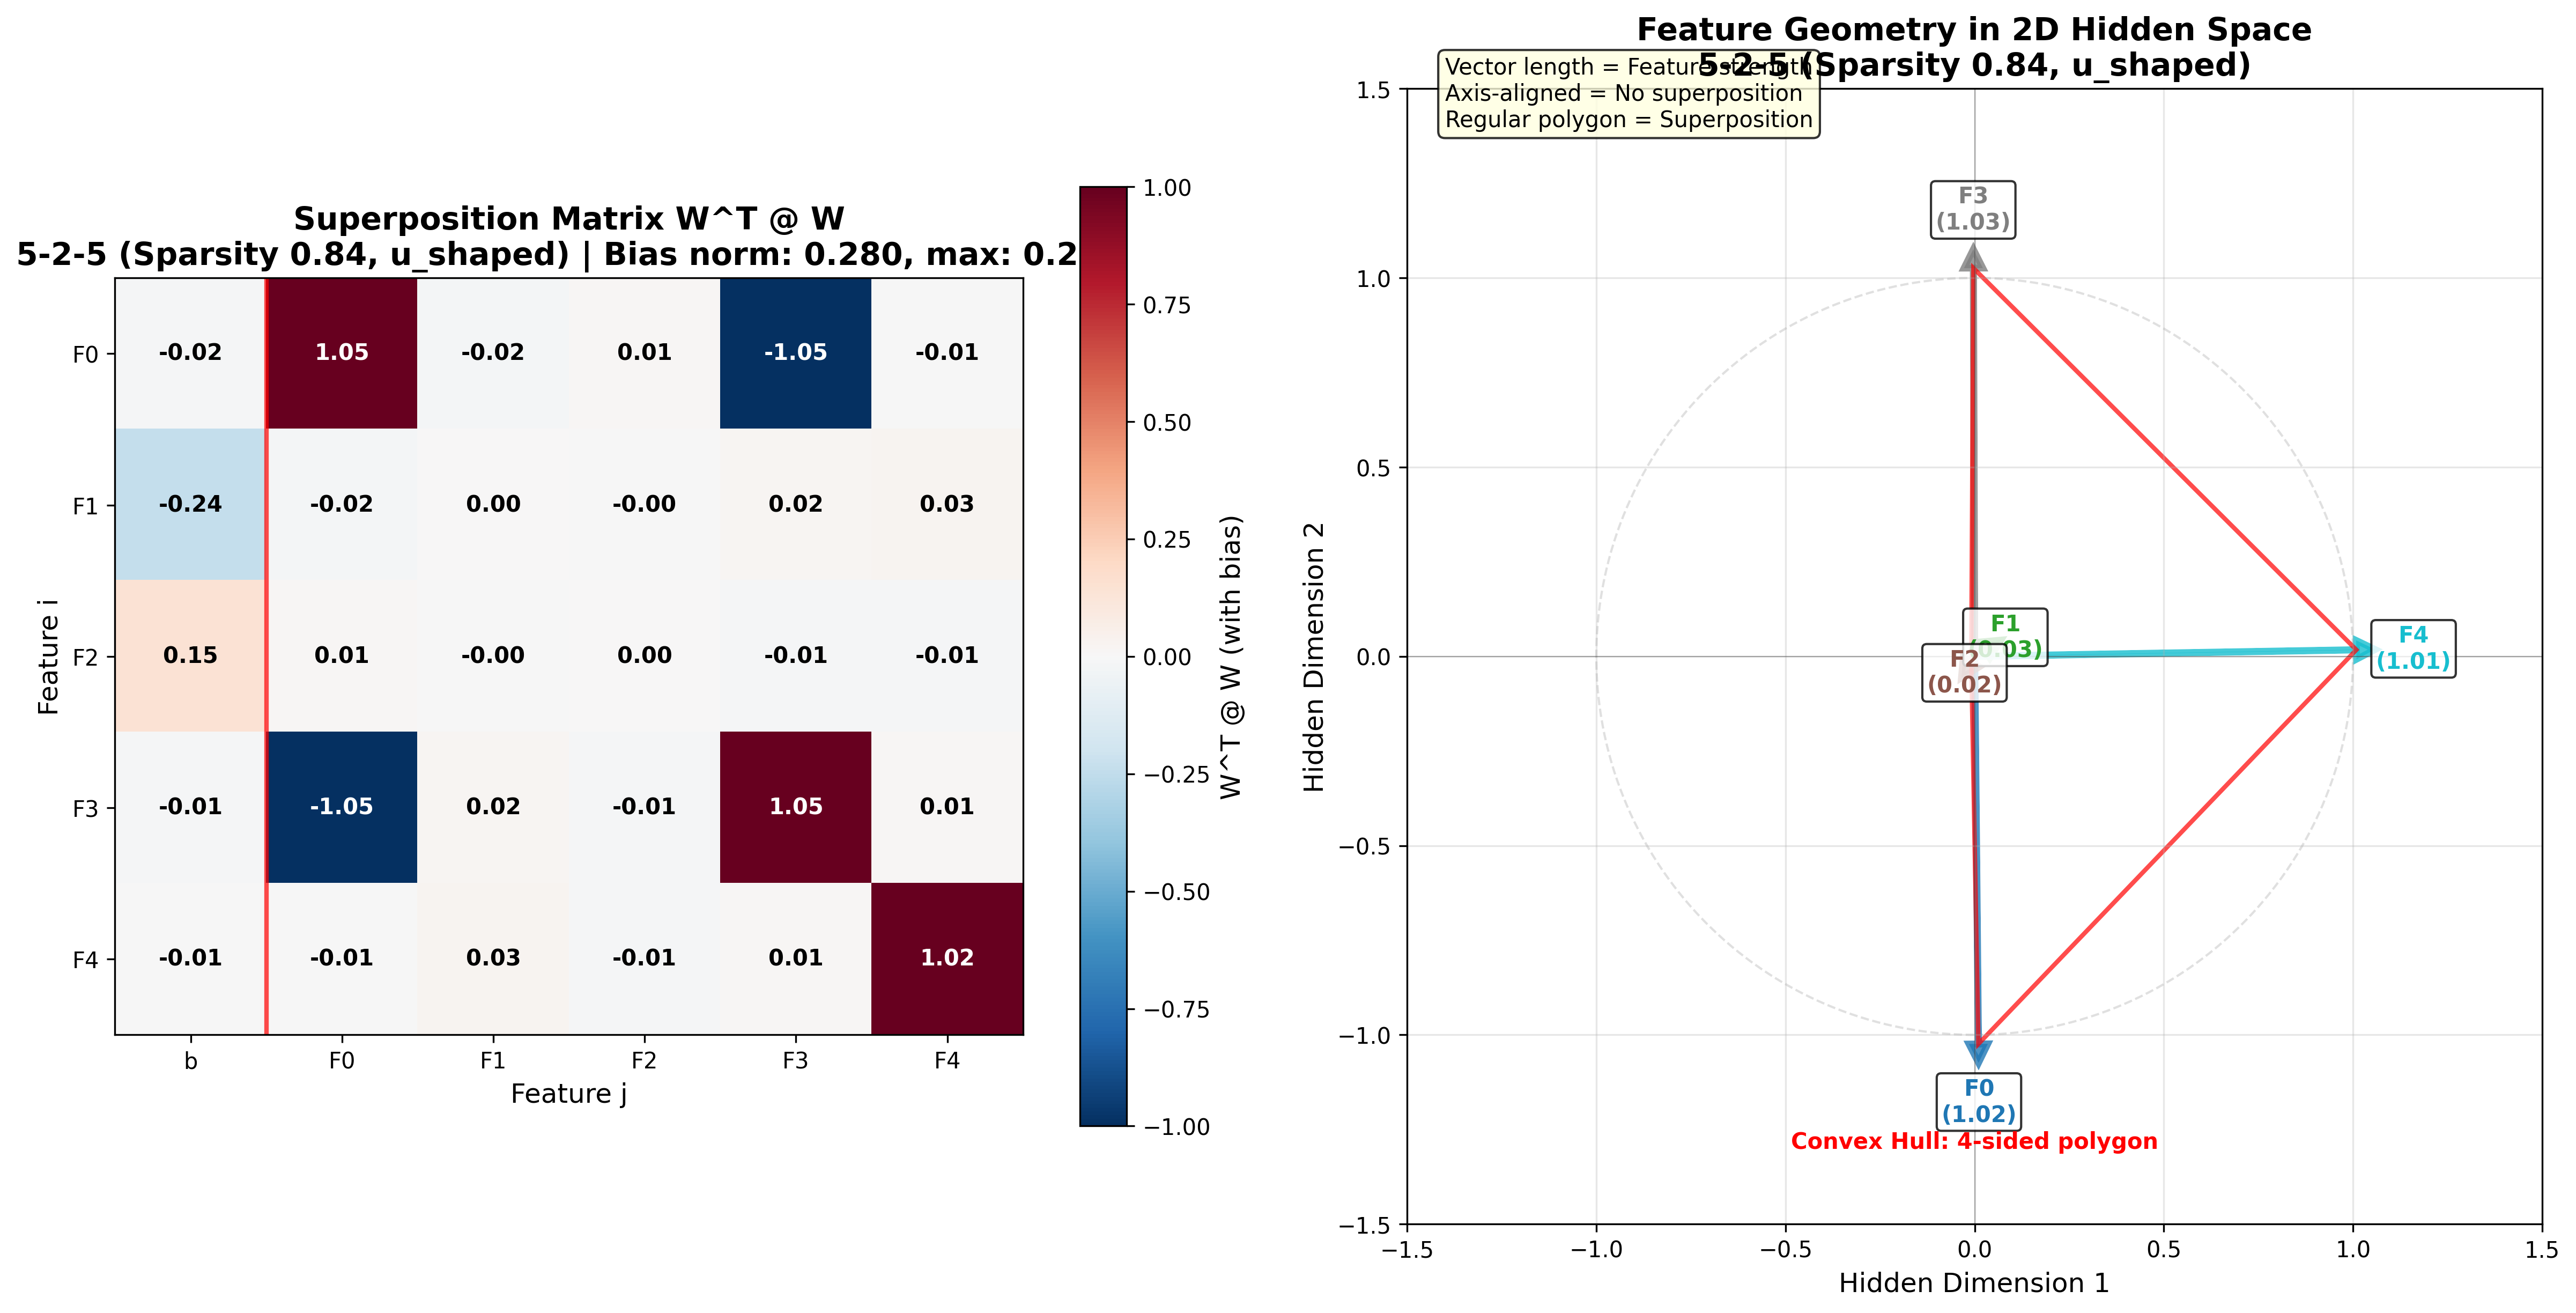 Superposition Matrix W^T @ W
5-2-5 (Sparsity 0.84, u_shaped) | Bias norm: 0.280, max: 0.2
F0
F1
F2
F3
F4
Feature i
-0.02 1.05 -0.02 0.01 -1.05 -0.01
-0.24 -0.02 0.00 -0.00 0.02 0.03
0.15 0.01 -0.00 0.00 -0.01 -0.01
-0.01 -1.05 0.02 -0.01 1.05 0.01
-0.01 -0.01 0.03 -0.01 0.01 1.02
b F0 F1 F2 F3 F4
Feature j
1.00
0.75
0.50
0.25
0.00
−0.25
−0.50
−0.75
−1.00
W^T @ W (with bias)
Feature Geometry in 2D Hidden Space
5-2-5 (Sparsity 0.84, u_shaped)
Vector length = Feature strength
Axis-aligned = No superposition
Regular polygon = Superposition
1.5
1.0
0.5
0.0
−0.5
−1.0
−1.5
Hidden Dimension 2
F3
(1.03)
F1
(0.03)
F2
(0.02)
F4
(1.01)
F0
(1.02)
Convex Hull: 4-sided polygon
−1.5 −1.0 −0.5 0.0 0.5 1.0 1.5
Hidden Dimension 1